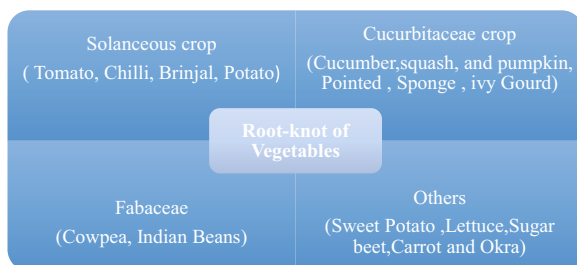 Solanceous crop
( Tomato, Chilli, Brinjal, Potato)
Cucurbitaceae crop
(Cucumber,squash, and pumpkin,
Pointed , Sponge , ivy Gourd)
Root-knot of
Vegetables
Fabaceae
(Cowpea, Indian Beans)
Others
(Sweet Potato ,Lettuce,Sugar
beet,Carrot and Okra)